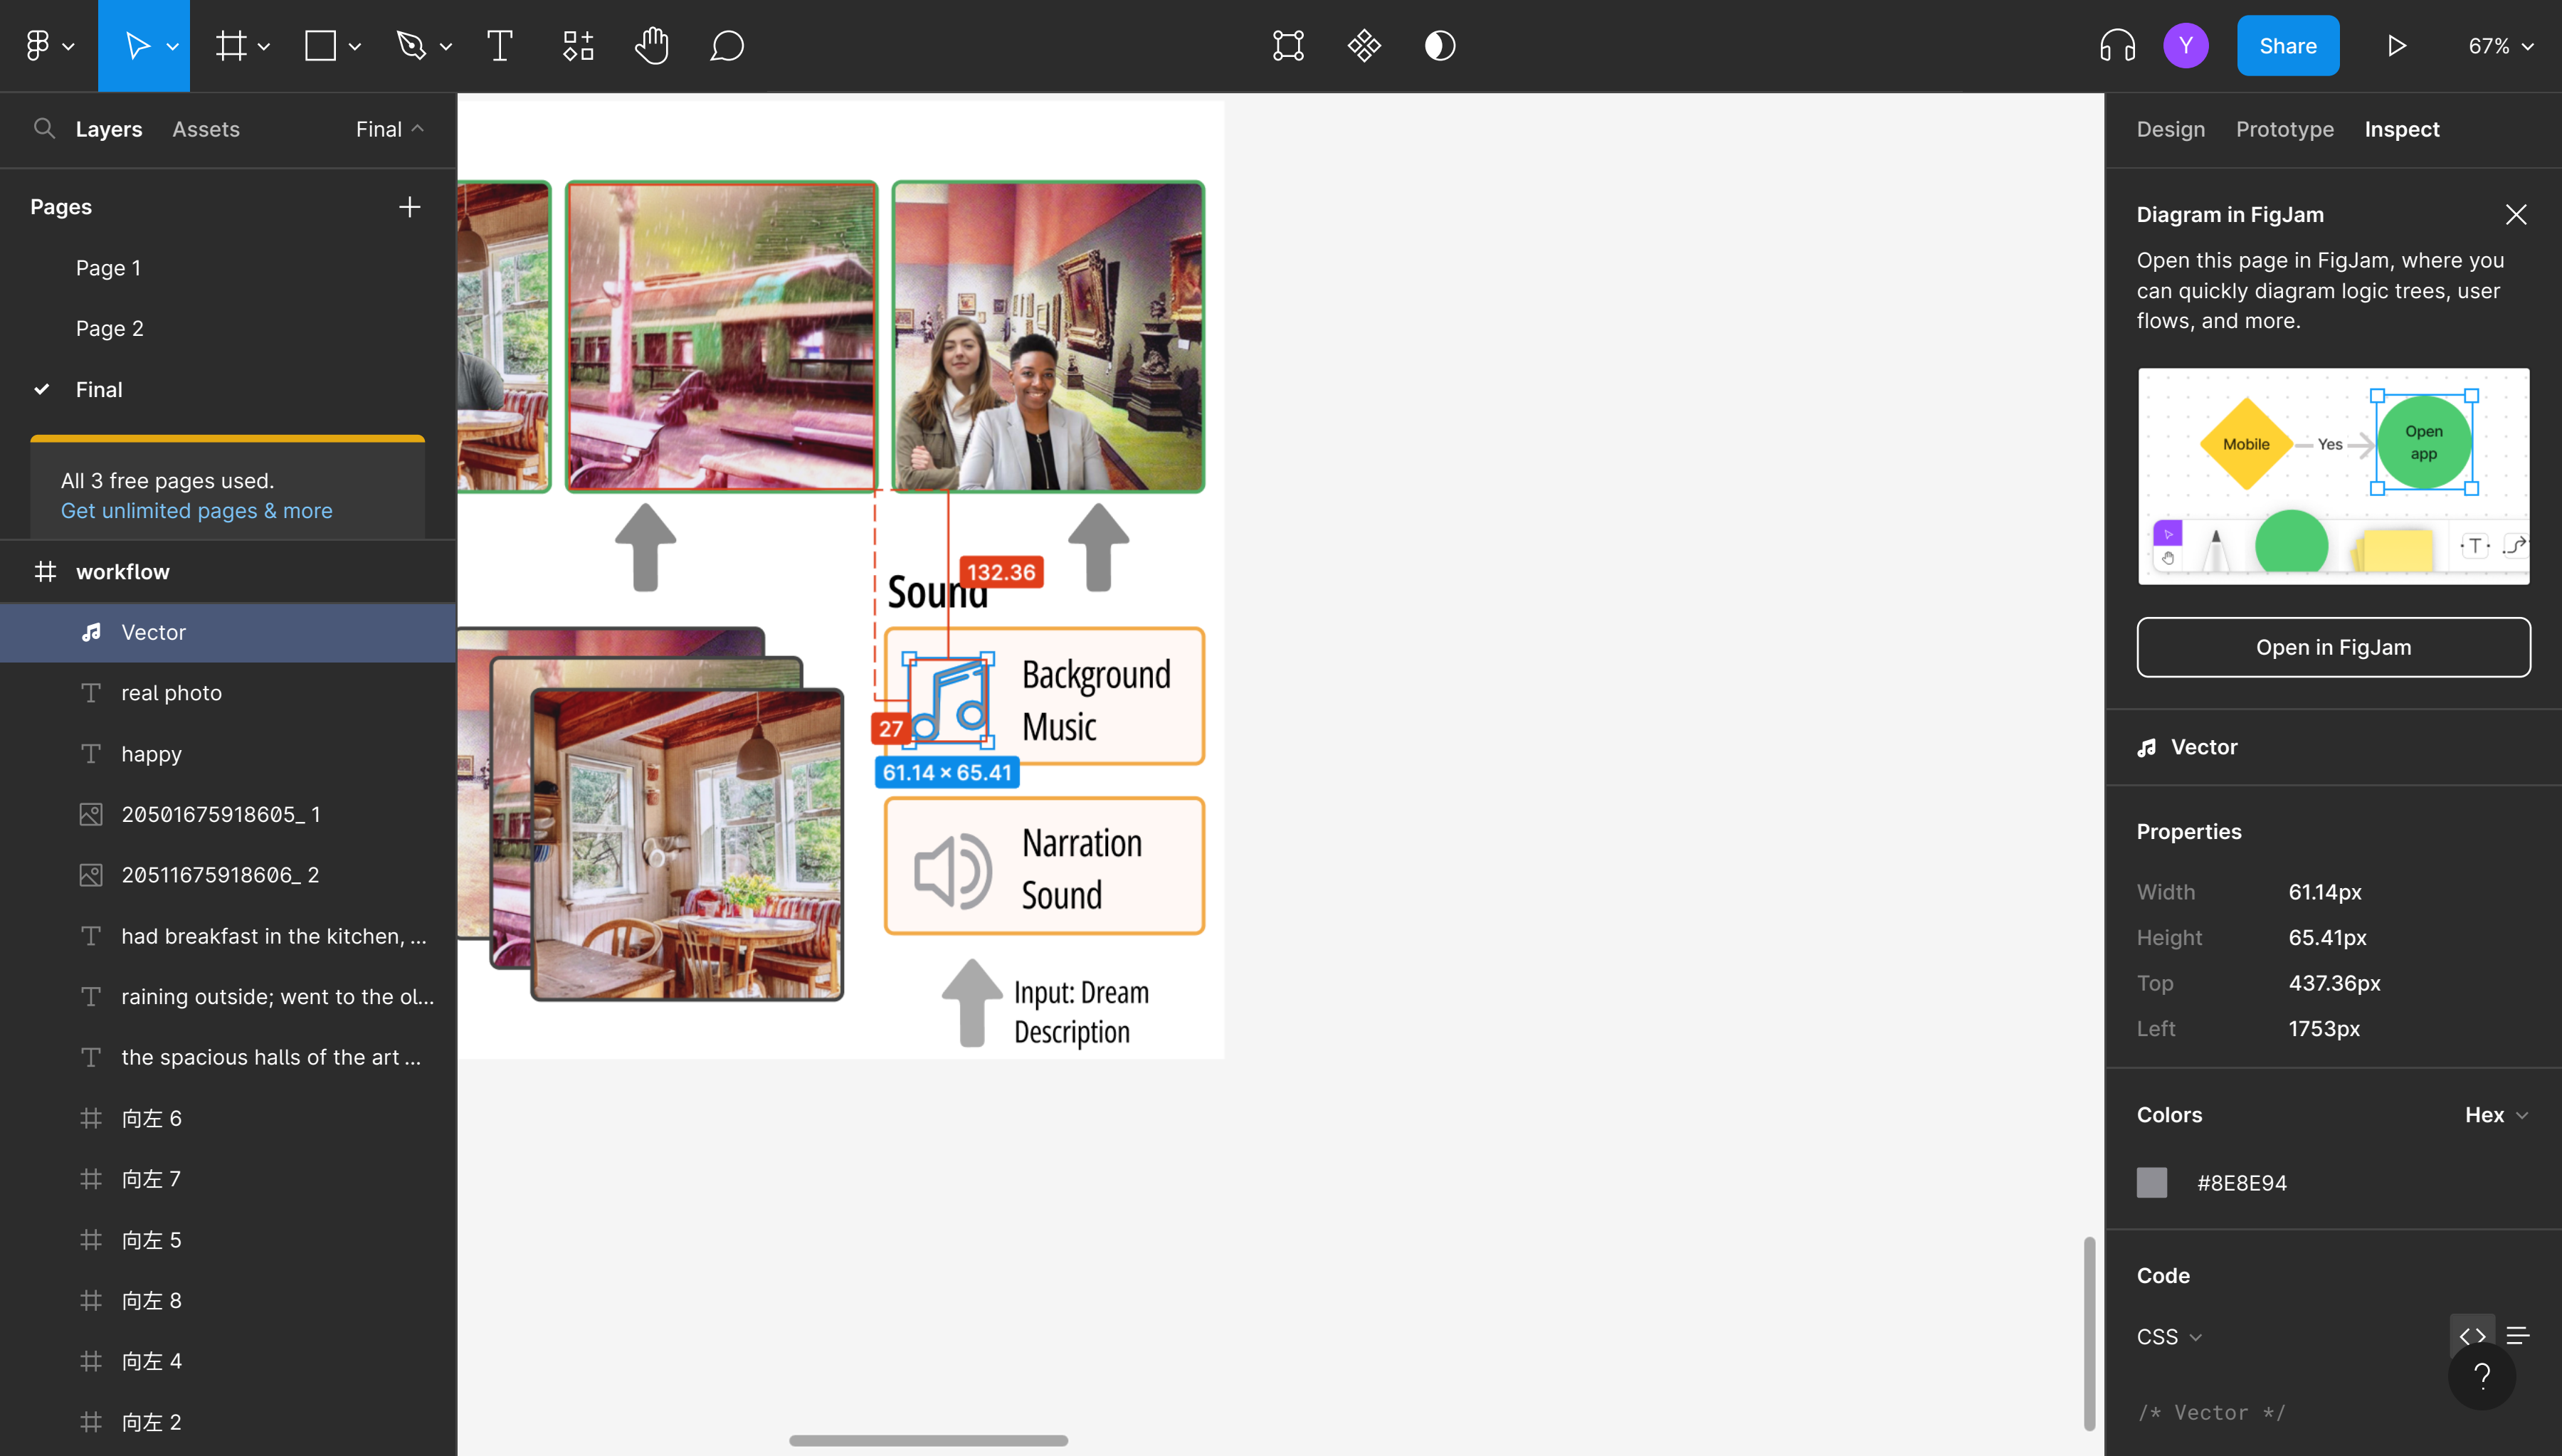 Y
Share
67%
Layers
Assets
Final
Pages
Page 1
Page 2
Final
All 3 free pages used.
Get unlimited pages & more
workflow
Vector
real photo
happy
20501675918605_ 1
20511675918606_ 2
had breakfast in the kitchen, ...
raining outside; went to the ol...
the spacious halls of the art ...
向左 6
向左 7
向左 5
向左 8
向左 4
向左 2
132.36
Sound
Background
Music
27
61.14 × 65.41
Narration
Sound
Input: Dream
Description
Design
Prototype
Inspect
Diagram in FigJam
Open this page in FigJam, where you
can quickly diagram logic trees, user
flows, and more.
Mobile
Yes
Open
app
T
Open in FigJam
Vector
Properties
Width 61.14px
Height 65.41px
Top 437.36px
Left 1753px
Colors
Hex
#8E8E94
Code
CSS
?
/* Vector */